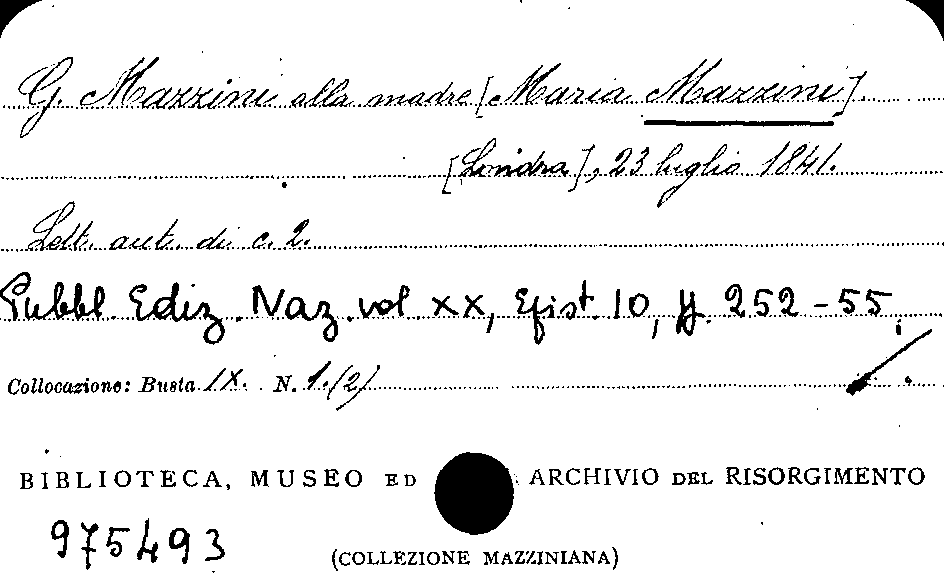 G. Mazzini alla madre [Maria Mazzini].
[Londra], 23 luglio 1841.
Lett. aut. di c. 2.
Pubbl. Ediz. Naz. vol XX, Epist. 10, pp. 252-55.
Collocazione: Busta IX. N. 1.(2)
BIBLIOTECA, MUSEO ED ARCHIVIO DEL RISORGIMENTO
975493
(COLLEZIONE MAZZINIANA)